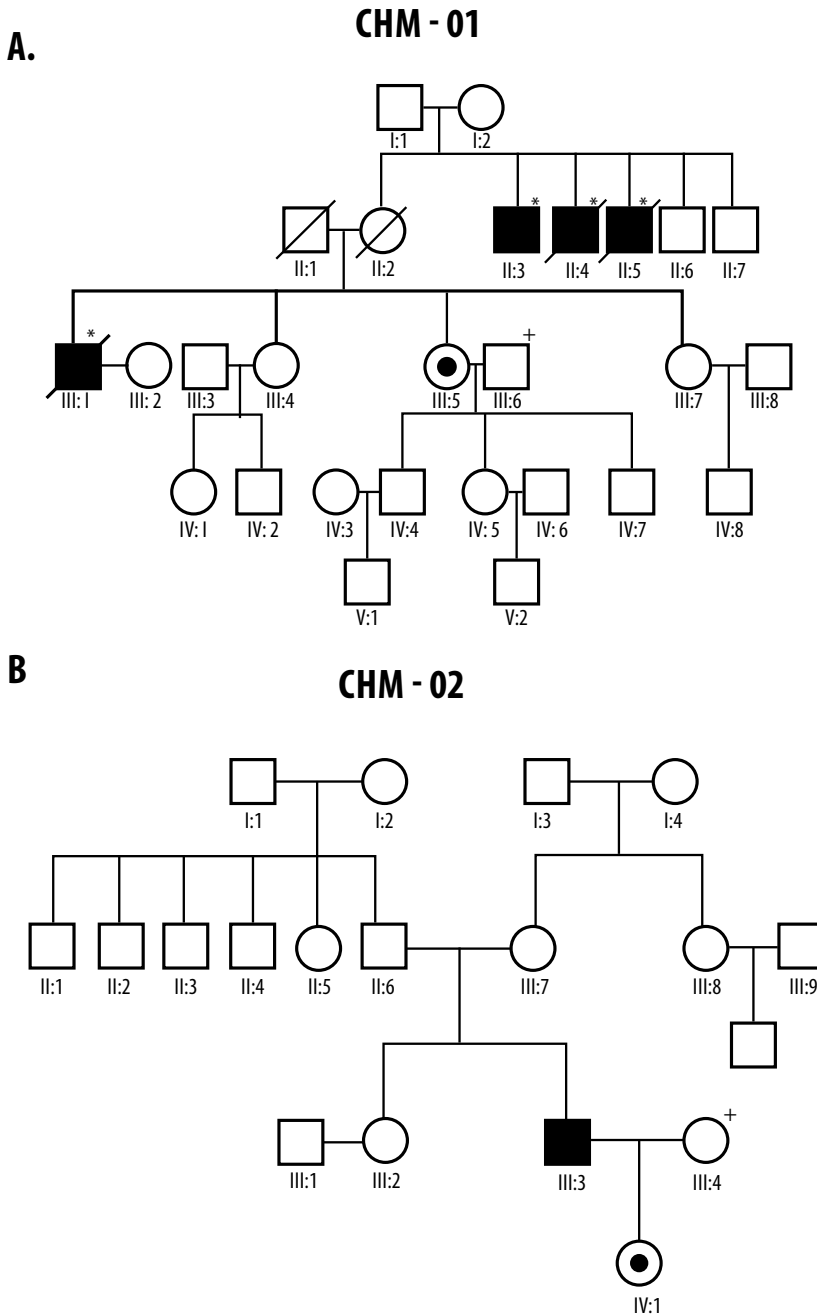 CHM - 01
A.
I:1 I:2
* * *
II:1 II:2 II:3 II:4 II:5 II:6 II:7
* +
III: I III: 2 III:3 III:4 III:5 III:6 III:7 III:8
IV: I IV: 2 IV:3 IV:4 IV: 5 IV: 6 IV:7 IV:8
V:1 V:2
B
CHM - 02
I:1 I:2 I:3 I:4
II:1 II:2 II:3 II:4 II:5 II:6 III:7 III:8 III:9
+
III:1 III:2 III:3 III:4
IV:1